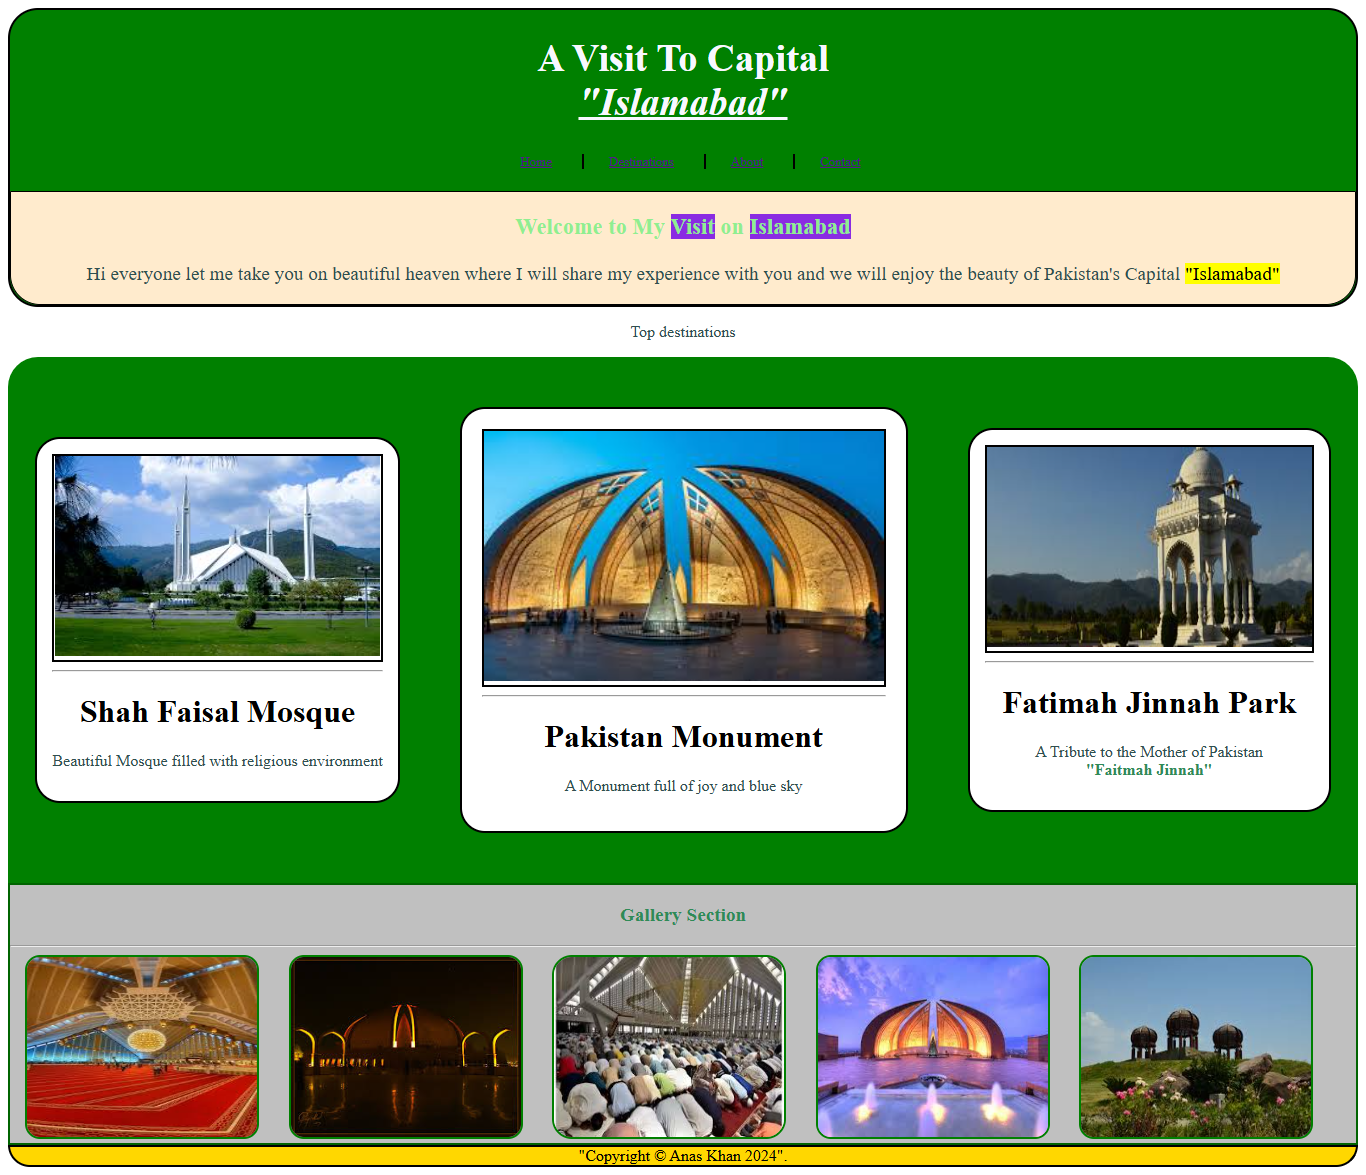 A Visit To Capital
"Islamabad"
Home
Destinations
About
Contact
Welcome to My Visit on Islamabad
Hi everyone let me take you on beautiful heaven where I will share my experience with you and we will enjoy the beauty of Pakistan's Capital "Islamabad"
Top destinations
Shah Faisal Mosque
Beautiful Mosque filled with religious environment
Pakistan Monument
A Monument full of joy and blue sky
Fatimah Jinnah Park
A Tribute to the Mother of Pakistan
"Faitmah Jinnah"
Gallery Section
"Copyright © Anas Khan 2024".